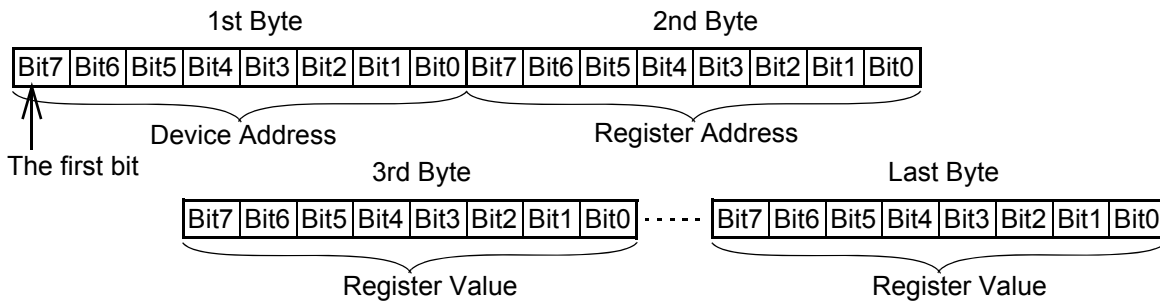 1st Byte 2nd Byte
Bit7 Bit6 Bit5 Bit4 Bit3 Bit2 Bit1 Bit0 Bit7 Bit6 Bit5 Bit4 Bit3 Bit2 Bit1 Bit0
Device Address Register Address
The first bit
3rd Byte Last Byte
Bit7 Bit6 Bit5 Bit4 Bit3 Bit2 Bit1 Bit0 Bit7 Bit6 Bit5 Bit4 Bit3 Bit2 Bit1 Bit0
Register Value Register Value